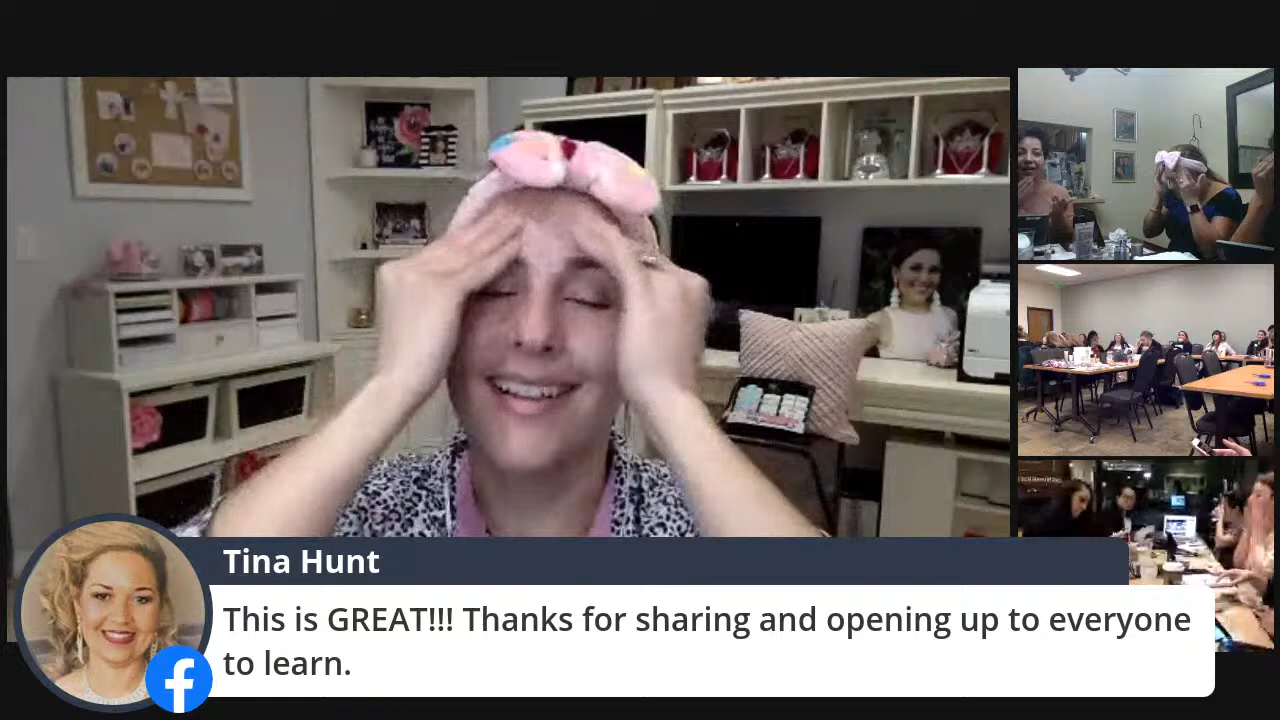 Tina Hunt
This is GREAT!!! Thanks for sharing and opening up to everyone
to learn.